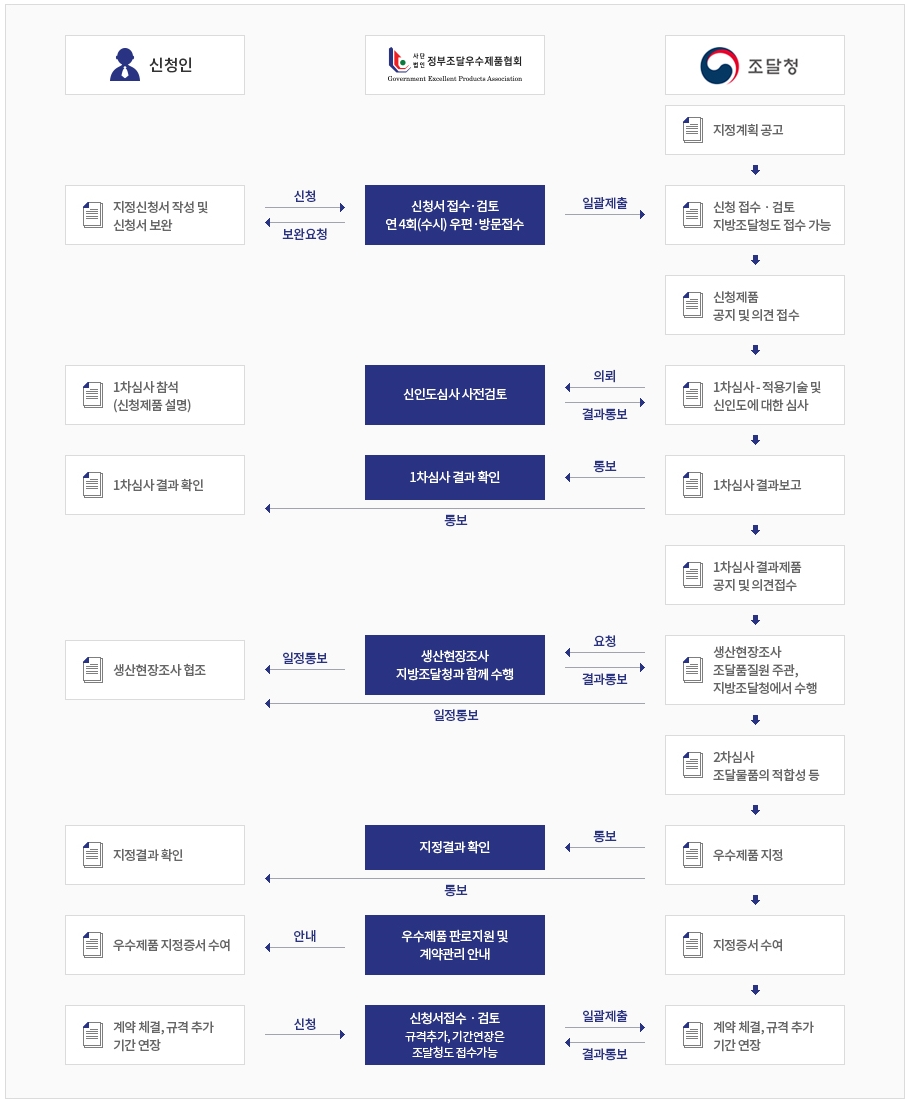 신청인
사단
법인
정부조달우수제품협회
Government Excellent Products Association
조달청
지정계획 공고
지정신청서 작성 및
신청서 보완
신청
보완요청
신청서 접수·검토
연 4회(수시) 우편·방문접수
일괄제출
신청 접수 · 검토
지방조달청도 접수 가능
신청제품
공지 및 의견 접수
1차심사 참석
(신청제품 설명)
신인도심사 사전검토
의뢰
결과통보
1차심사 - 적용기술 및
신인도에 대한 심사
1차심사 결과 확인
1차심사 결과 확인
통보
통보
1차심사 결과보고
1차심사 결과제품
공지 및 의견접수
생산현장조사 협조
일정통보
생산현장조사
지방조달청과 함께 수행
요청
결과통보
일정통보
생산현장조사
조달품질원 주관,
지방조달청에서 수행
2차심사
조달물품의 적합성 등
지정결과 확인
지정결과 확인
통보
통보
우수제품 지정
우수제품 지정증서 수여
안내
우수제품 판로지원 및
계약관리 안내
지정증서 수여
계약 체결, 규격 추가
기간 연장
신청
신청서접수 · 검토
규격추가, 기간연장은
조달청도 접수가능
일괄제출
결과통보
계약 체결, 규격 추가
기간 연장